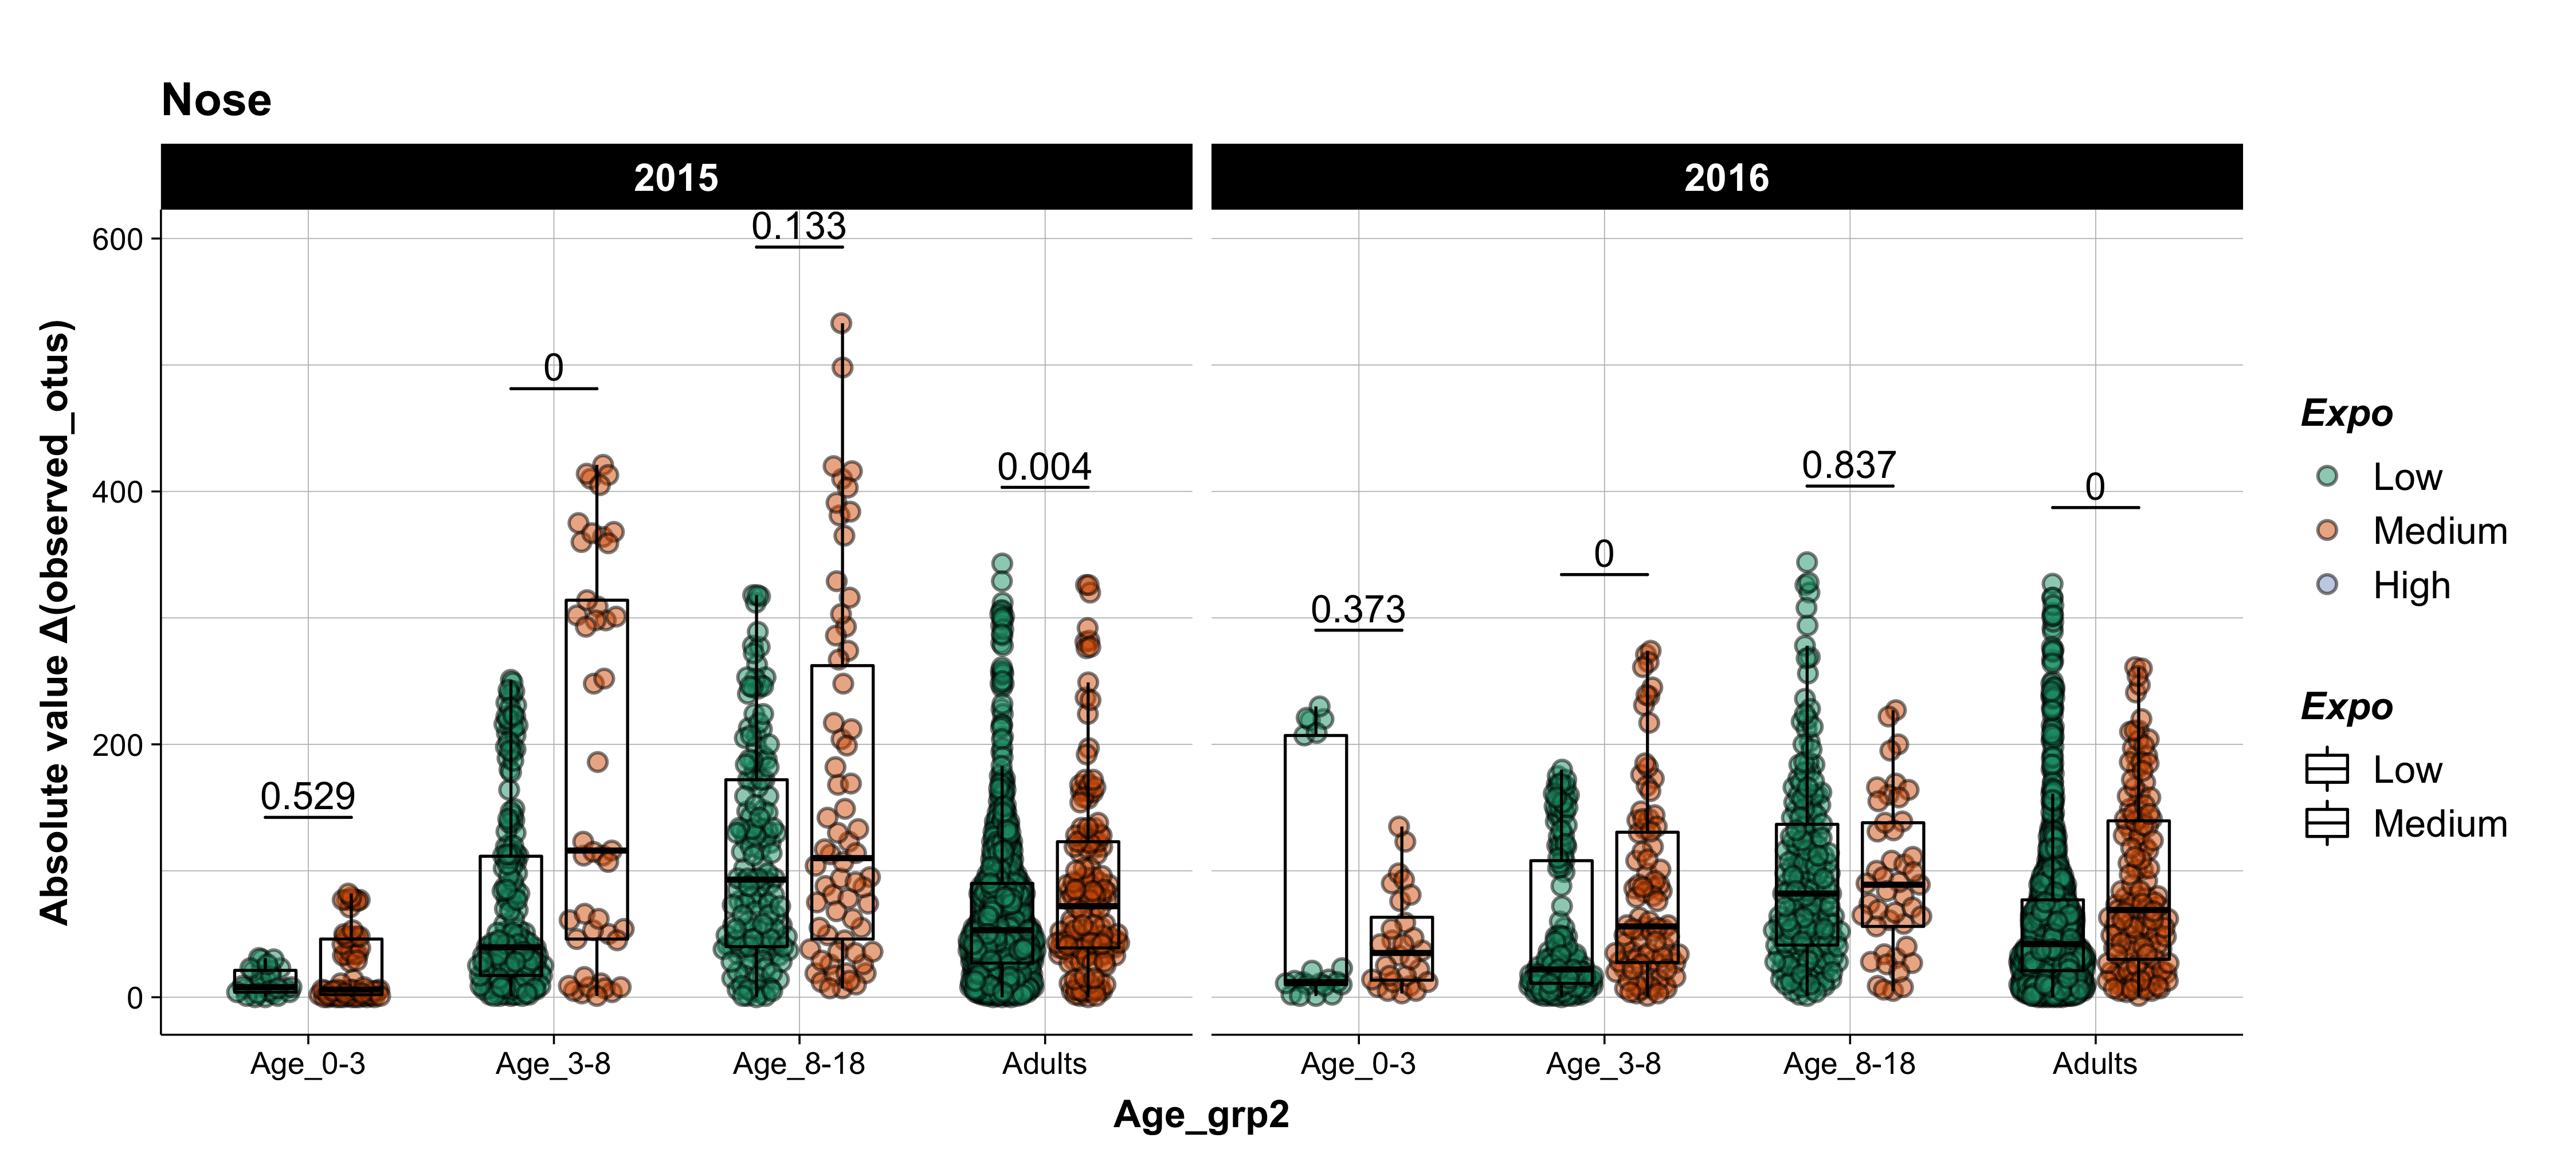 Nose
2015
2016
Absolute value Δ(observed_otus)
600
400
200
0
0.529
0
0.133
0.004
0.373
0
0.837
0
Age_0-3
Age_3-8
Age_8-18
Adults
Age_0-3
Age_3-8
Age_8-18
Adults
Age_grp2
Expo
Low
Medium
High
Expo
Low
Medium